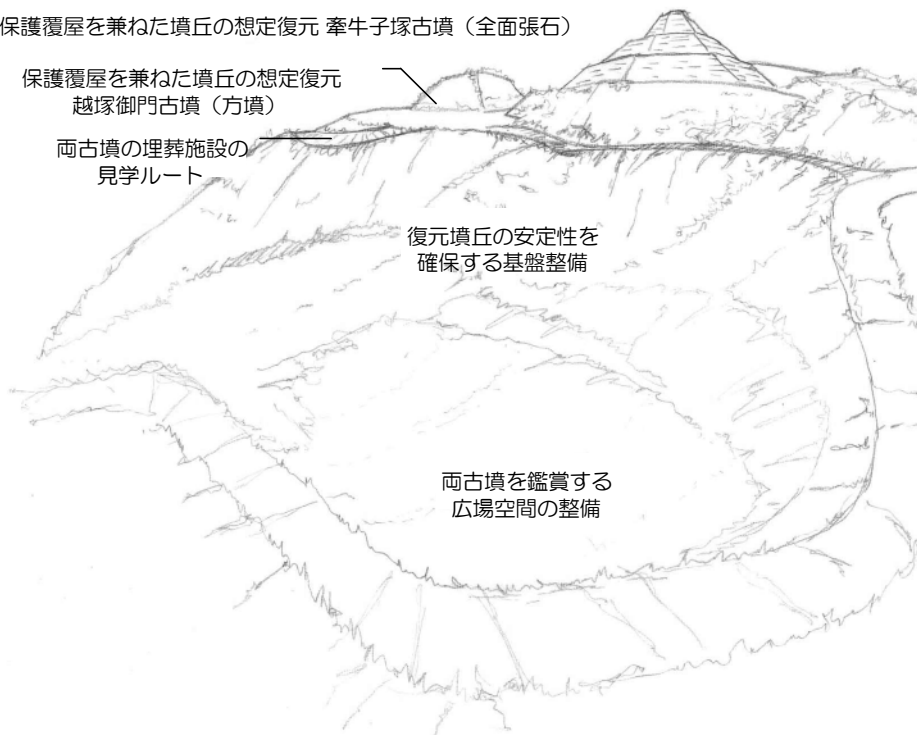 保護覆屋を兼ねた墳丘の想定復元 牽牛子塚古墳（全面張石）
保護覆屋を兼ねた墳丘の想定復元
越塚御門古墳（方墳）
両古墳の埋葬施設の
見学ルート
復元墳丘の安定性を
確保する基盤整備
両古墳を鑑賞する
広場空間の整備